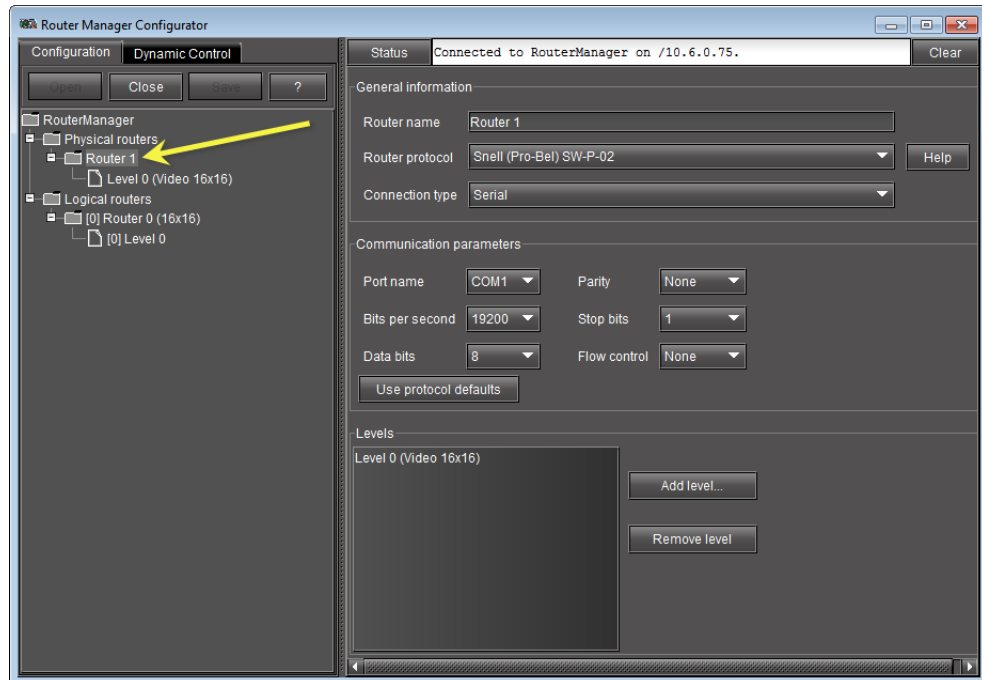 Router Manager Configurator
Configuration Dynamic Control
Open Close Save ?
RouterManager
Physical routers
Router 1
Level 0 (Video 16x16)
Logical routers
[0] Router 0 (16x16)
[0] Level 0
Status Connected to RouterManager on /10.6.0.75. Clear
General information
Router name Router 1
Router protocol Snell (Pro-Bel) SW-P-02 Help
Connection type Serial
Communication parameters
Port name COM1 Parity None
Bits per second 19200 Stop bits 1
Data bits 8 Flow control None
Use protocol defaults
Levels
Level 0 (Video 16x16)
Add level...
Remove level